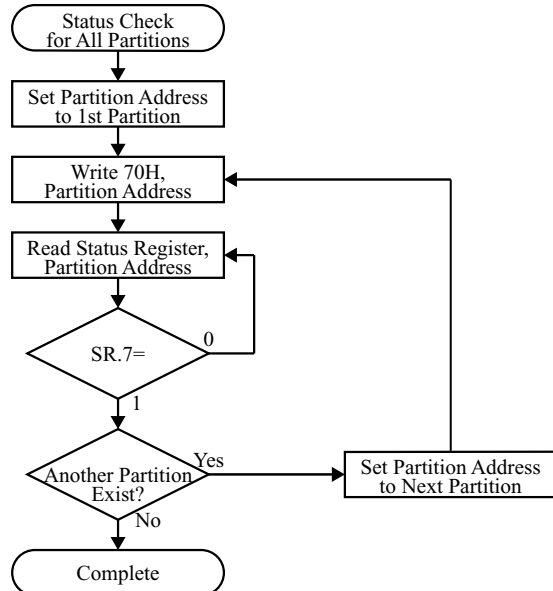 Status Check
for All Partitions
Set Partition Address
to 1st Partition
Write 70H,
Partition Address
Read Status Register,
Partition Address
SR.7=
0
1
Another Partition
Exist?
Yes
Set Partition Address
to Next Partition
No
Complete